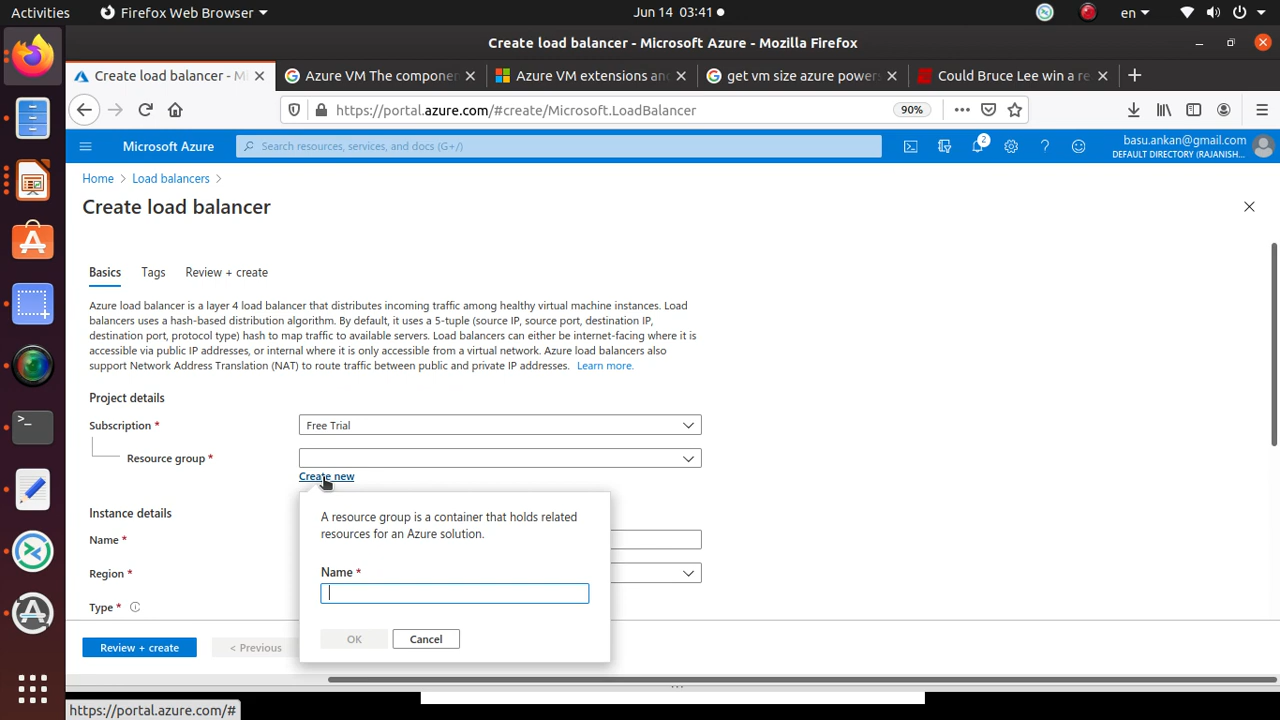 Activities
Firefox Web Browser
Jun 14 03:41
en
Create load balancer - Microsoft Azure - Mozilla Firefox
Create load balancer - Mi
Azure VM The componen
Azure VM extensions and
get vm size azure powers
Could Bruce Lee win a re
https://portal.azure.com/#create/Microsoft.LoadBalancer
90%
Microsoft Azure
Search resources, services, and docs (G+/)
2
basu.ankan@gmail.com
DEFAULT DIRECTORY (RAJANISH...
Home > Load balancers >
Create load balancer
Basics
Tags
Review + create
Azure load balancer is a layer 4 load balancer that distributes incoming traffic among healthy virtual machine instances. Load
balancers uses a hash-based distribution algorithm. By default, it uses a 5-tuple (source IP, source port, destination IP,
destination port, protocol type) hash to map traffic to available servers. Load balancers can either be internet-facing where it is
accessible via public IP addresses, or internal where it is only accessible from a virtual network. Azure load balancers also
support Network Address Translation (NAT) to route traffic between public and private IP addresses. Learn more.
Project details
Subscription *
Free Trial
Resource group *
Create new
A resource group is a container that holds related
resources for an Azure solution.
Name *
OK
Cancel
Instance details
Name *
Region *
Type *
Review + create
< Previous
https://portal.azure.com/#